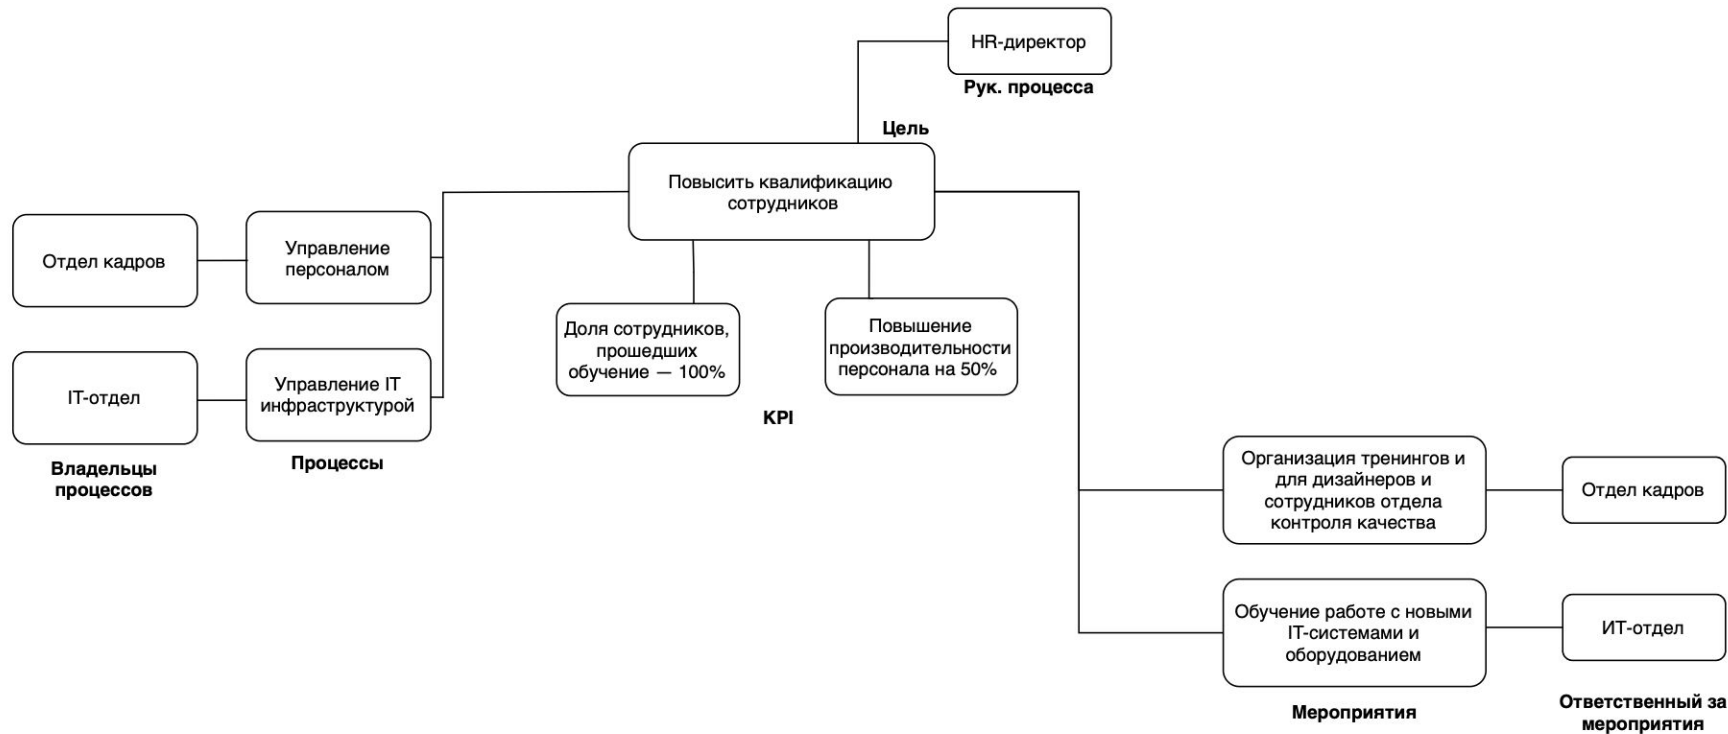 HR-директор
Рук. процесса
Цель
Повысить квалификацию
сотрудников
Отдел кадров
Управление
персоналом
IT-отдел
Управление IT
инфраструктурой
Владельцы
процессов
Процессы
Доля сотрудников,
прошедших
обучение — 100%
Повышение
производительности
персонала на 50%
KPI
Организация тренингов и
для дизайнеров и
сотрудников отдела
контроля качества
Отдел кадров
Обучение работе с новыми
IT-системами и
оборудованием
ИТ-отдел
Мероприятия
Ответственный за
мероприятия